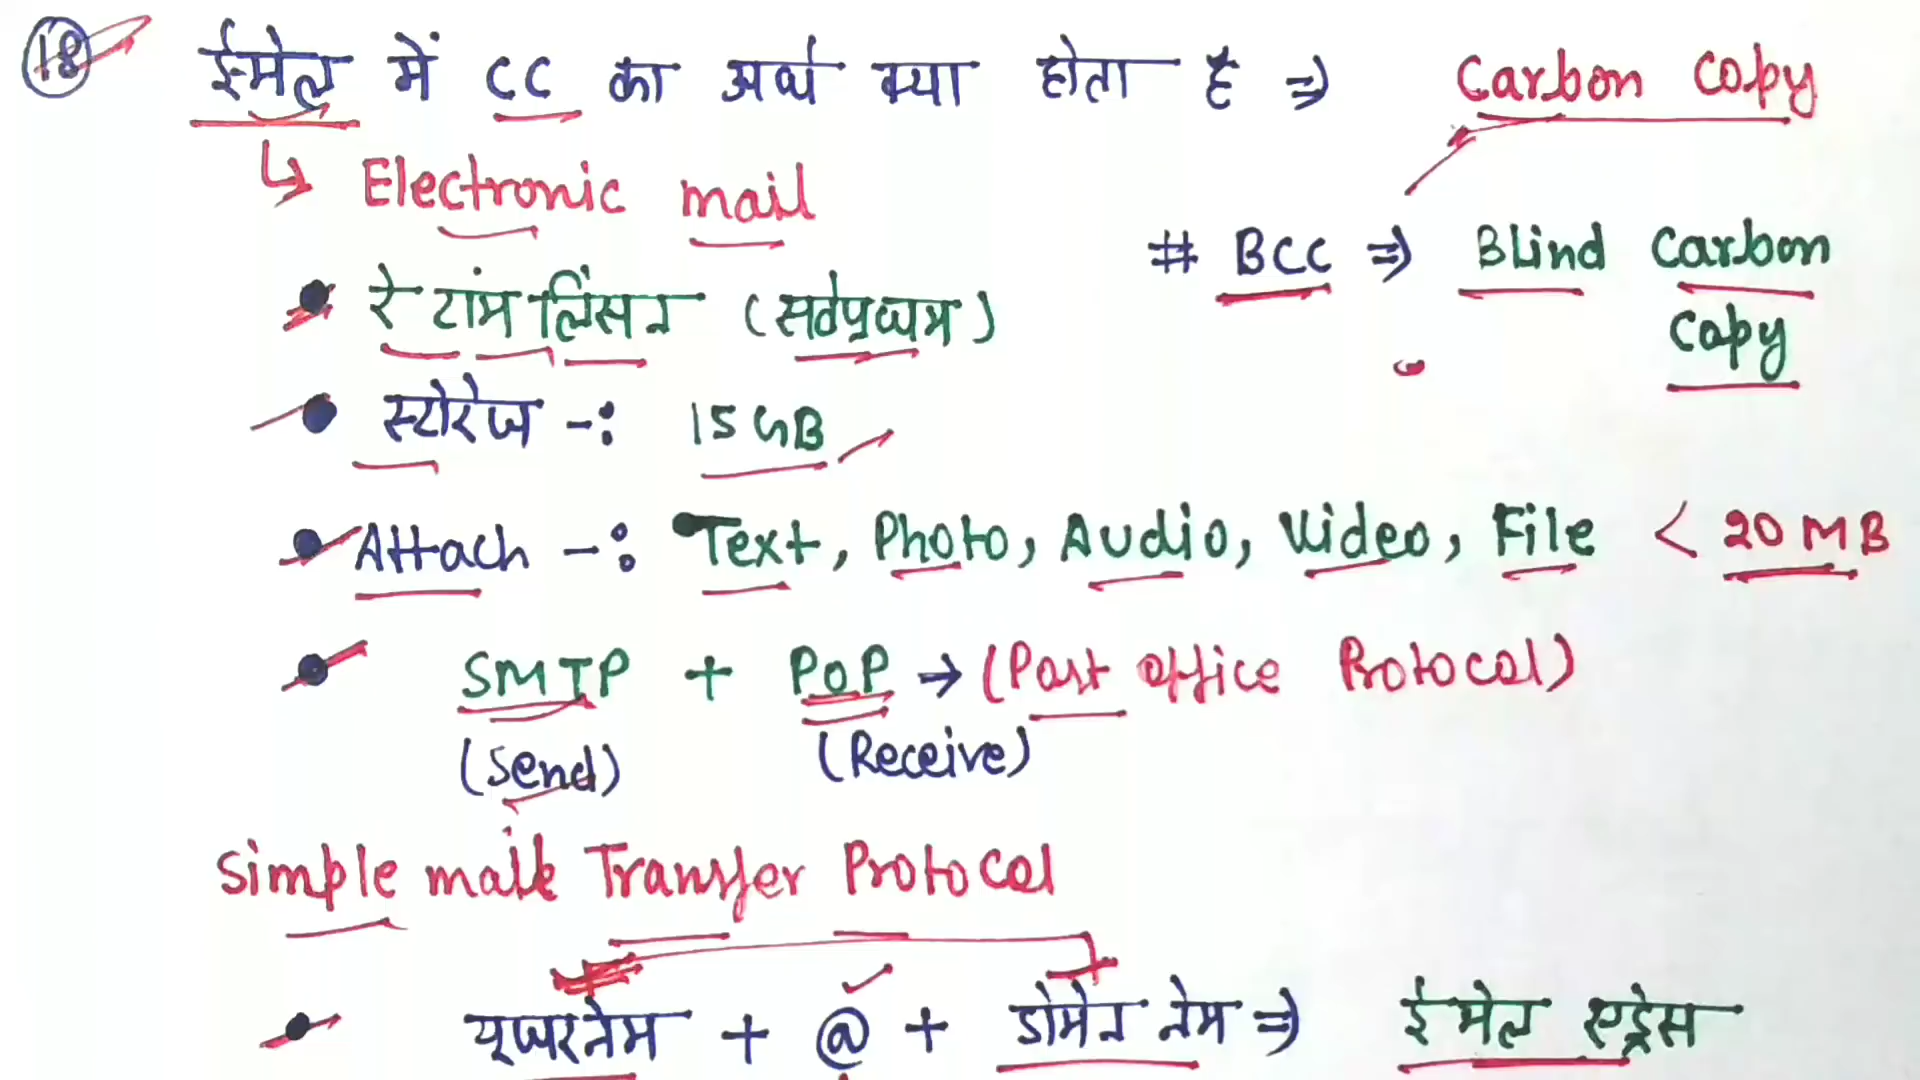 18 ईमेल में CC का अर्थ क्या होता है ⇒ Carbon Copy
↳ Electronic mail
# BCC ⇒ Blind Carbon Copy
• रे टॉमलिंसन (सर्वप्रथम)
• स्टोरेज -: 15 GB
• Attach -: Text, Photo, Audio, Video, File < 20 MB
• SMTP + POP → (Post office Protocol)
(Send) (Receive)
Simple mail Transfer Protocol
• यूजरनेम + @ + डोमेन नेम ⇒ ईमेल एड्रेस